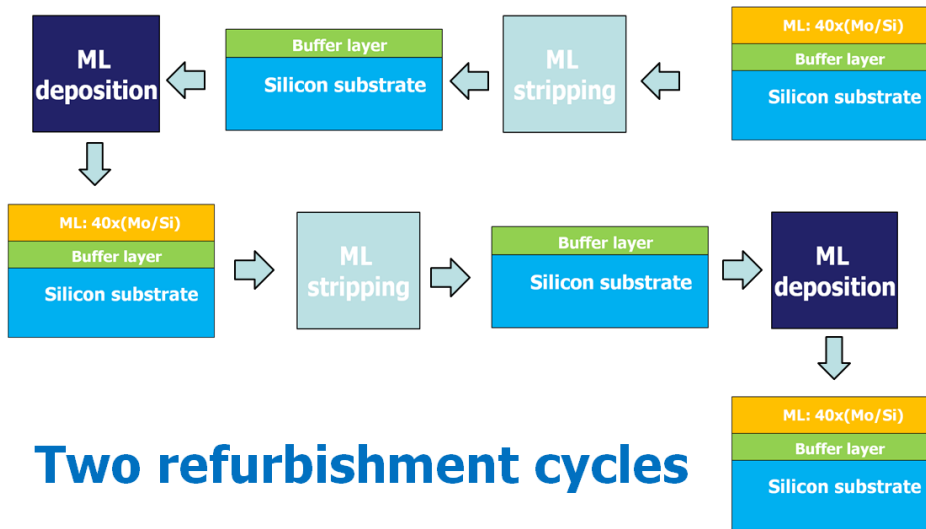 ML
deposition
Buffer layer
Silicon substrate
ML
stripping
ML: 40x(Mo/Si)
Buffer layer
Silicon substrate
ML: 40x(Mo/Si)
Buffer layer
Silicon substrate
ML
stripping
Buffer layer
Silicon substrate
ML
deposition
Two refurbishment cycles
ML: 40x(Mo/Si)
Buffer layer
Silicon substrate